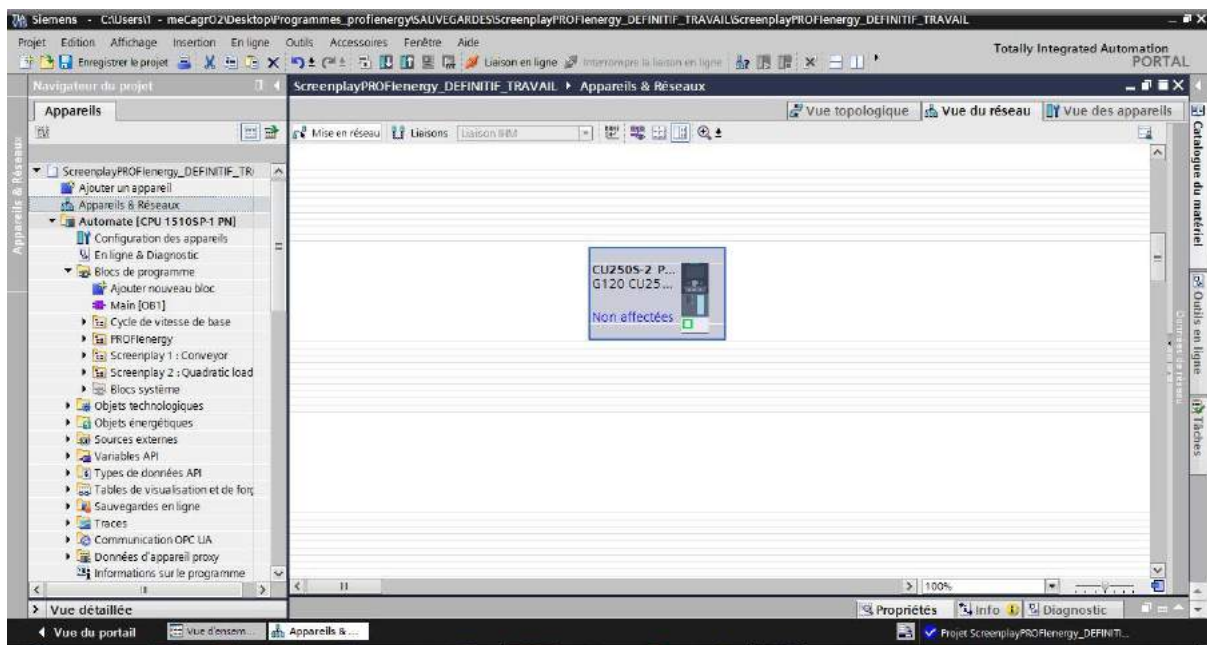 Siemens - C:\Users\1 - meCagrO2\Desktop\Programmes_profienergy\SAUVEGARDES\ScreenplayPROFIenergy_DEFINITIF_TRAVAIL\ScreenplayPROFIenergy_DEFINITIF_TRAVAIL
Projet Edition Affichage Insertion En ligne Outils Accessoires Fenêtre Aide
Totally Integrated Automation
PORTAL
Enregistrer le projet Liaison en ligne Interrompre la liaison en ligne
Navigateur du projet
ScreenplayPROFIenergy_DEFINITIF_TRAVAIL Appareils & Réseaux
Appareils
Vue topologique Vue du réseau Vue des appareils
Mise en réseau Liaisons Liaison IHM
ScreenplayPROFIenergy_DEFINITIF_TR
Ajouter un appareil
Appareils & Réseaux
Automate [CPU 1510SP-1 PN]
Configuration des appareils
En ligne & Diagnostic
Blocs de programme
Ajouter nouveau bloc
Main [OB1]
Cycle de vitesse de base
PROFIenergy
Screenplay 1 : Conveyor
Screenplay 2 : Quadratic load
Blocs système
Objets technologiques
Objets énergétiques
Sources externes
Variables API
Types de données API
Tables de visualisation et de forç
Sauvegardes en ligne
Traces
Communication OPC UA
Données d'appareil proxy
Informations sur le programme
CU250S-2 P...
G120 CU25...
Non affectées
Appareils & Réseaux
Catalogue du matériel
Outils en ligne
Tâches
Données de réseau
100%
Vue détaillée
Propriétés Info Diagnostic
Vue du portail Vue d'ensem... Appareils & ...
Projet ScreenplayPROFIenergy_DEFINITI...